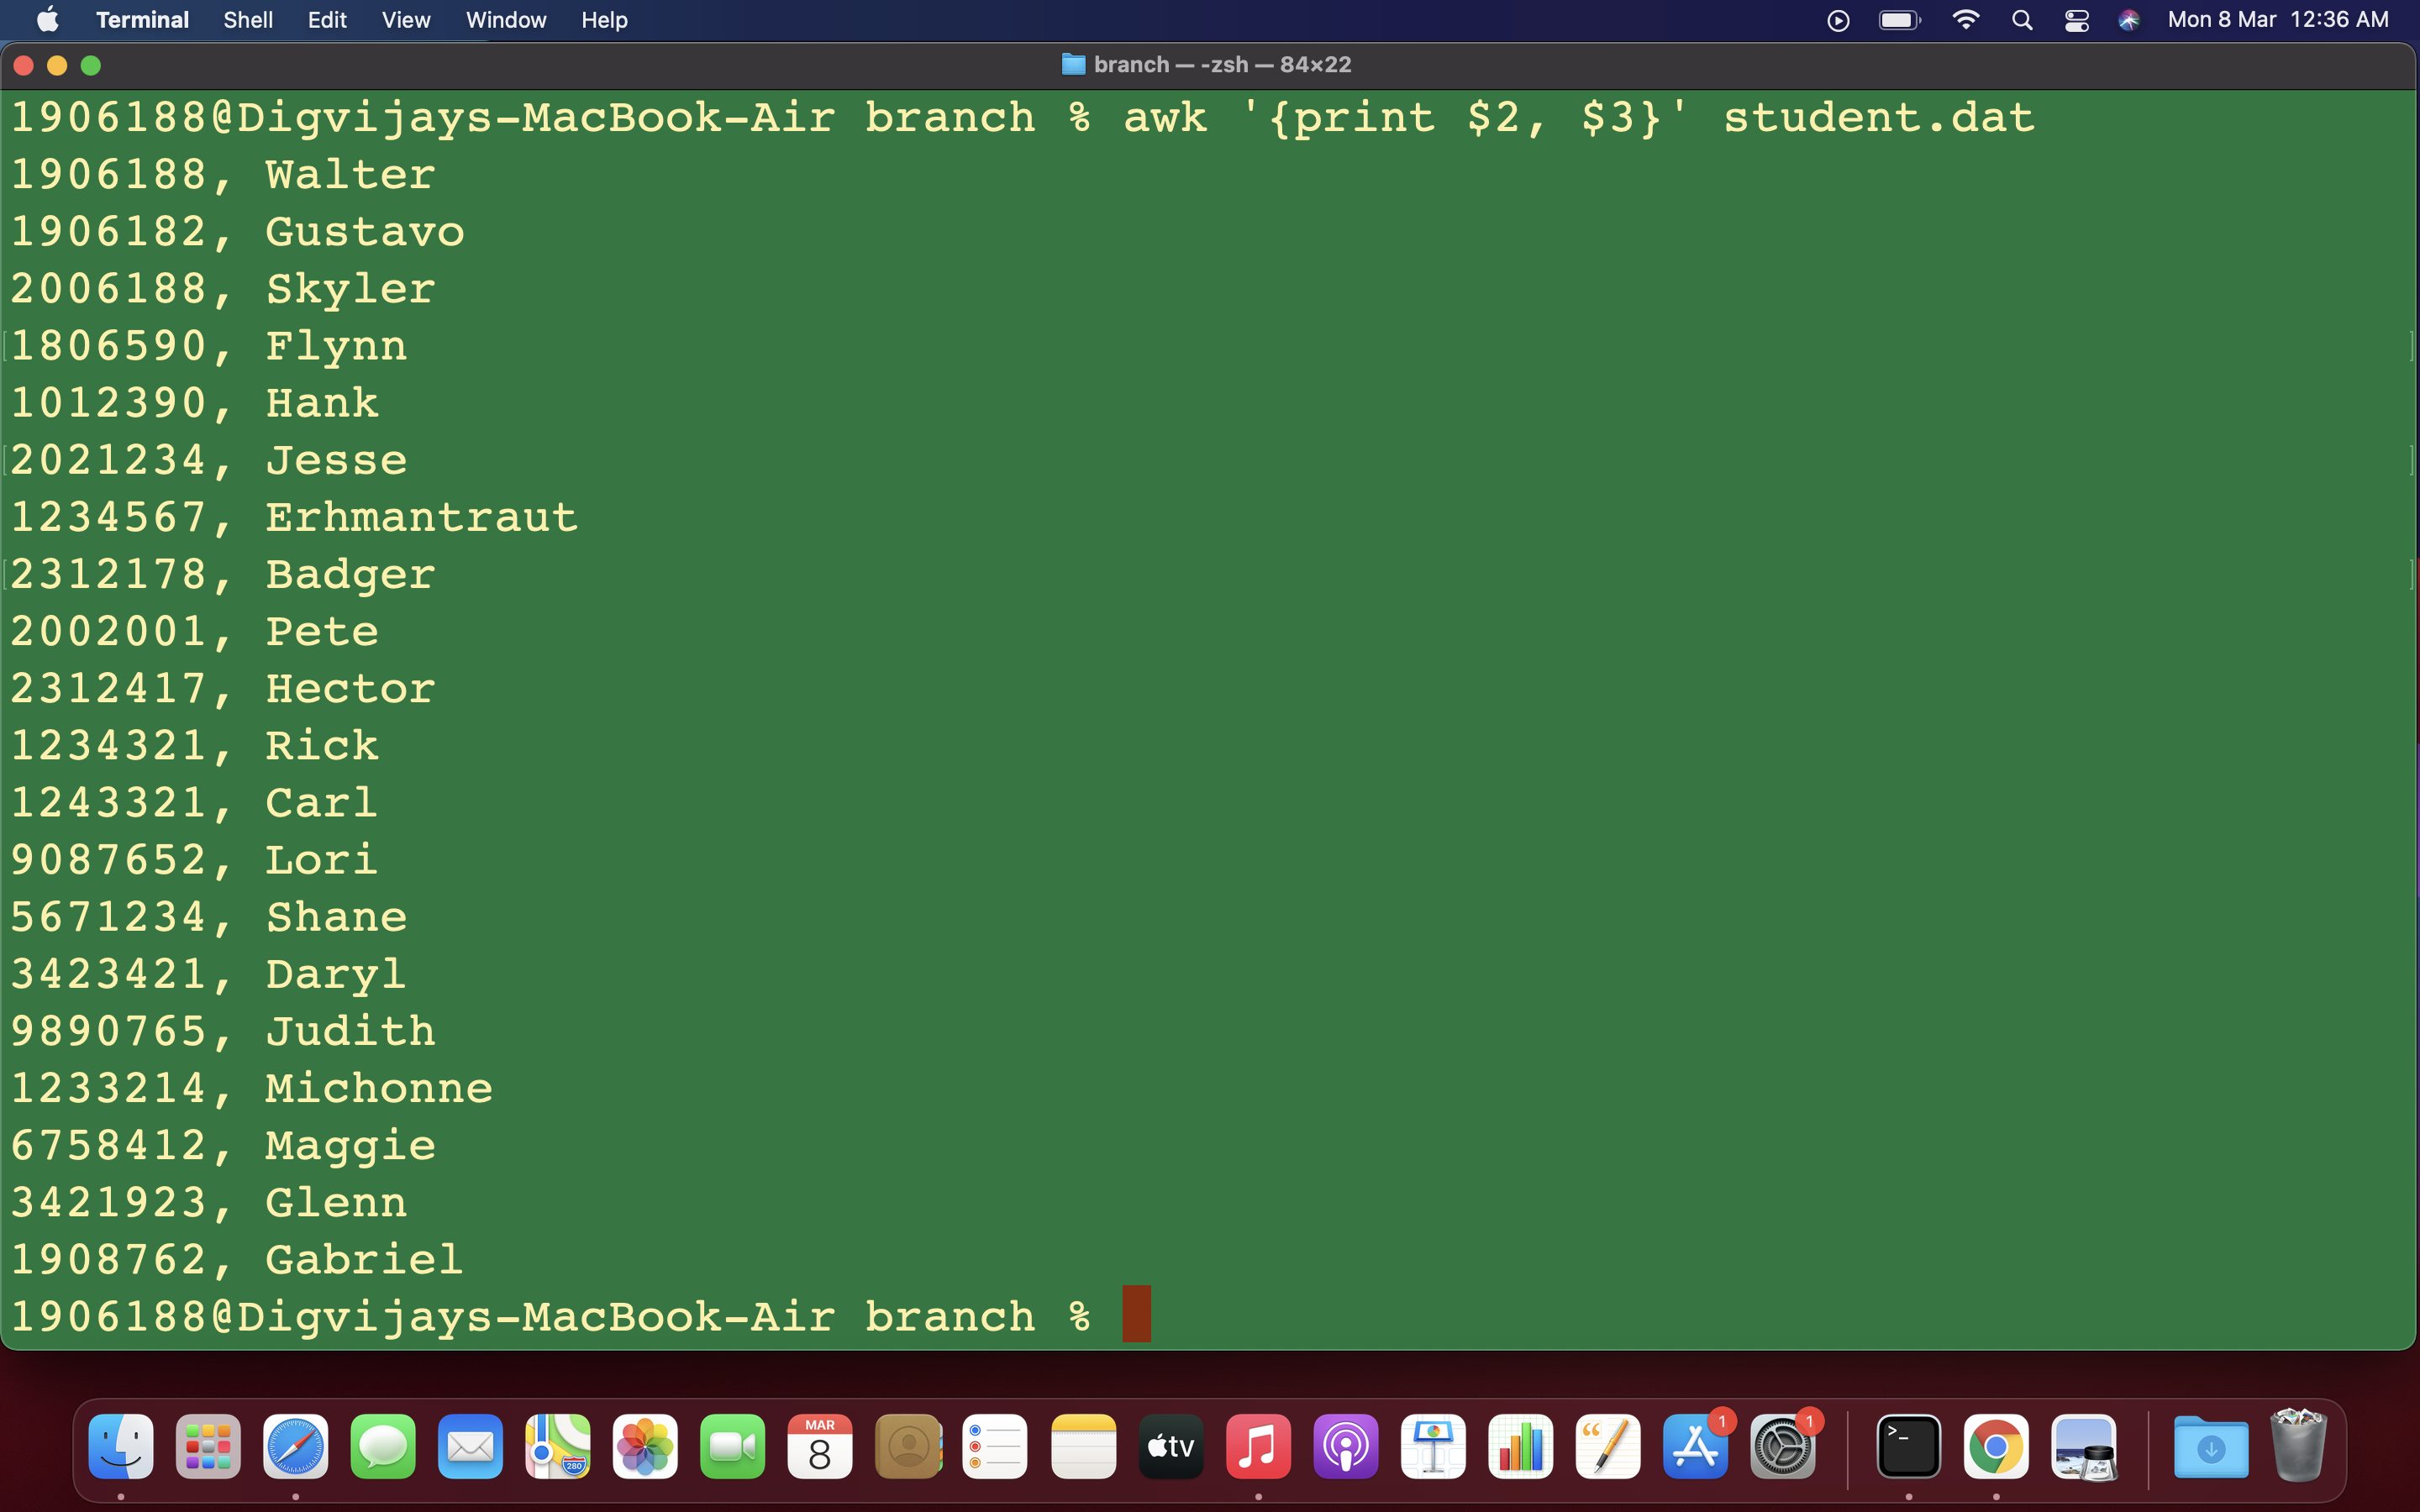 Terminal Shell Edit View Window Help Mon 8 Mar 12:36 AM
branch — -zsh — 84×22
1906188@Digvijays-MacBook-Air branch % awk '{print $2, $3}' student.dat
1906188, Walter
1906182, Gustavo
2006188, Skyler
[1806590, Flynn ]
1012390, Hank
[2021234, Jesse ]
1234567, Erhmantraut
[2312178, Badger ]
2002001, Pete
2312417, Hector
1234321, Rick
1243321, Carl
9087652, Lori
5671234, Shane
3423421, Daryl
9890765, Judith
1233214, Michonne
6758412, Maggie
3421923, Glenn
1908762, Gabriel
1906188@Digvijays-MacBook-Air branch %
280 MAR 8 tv 1 1 >_